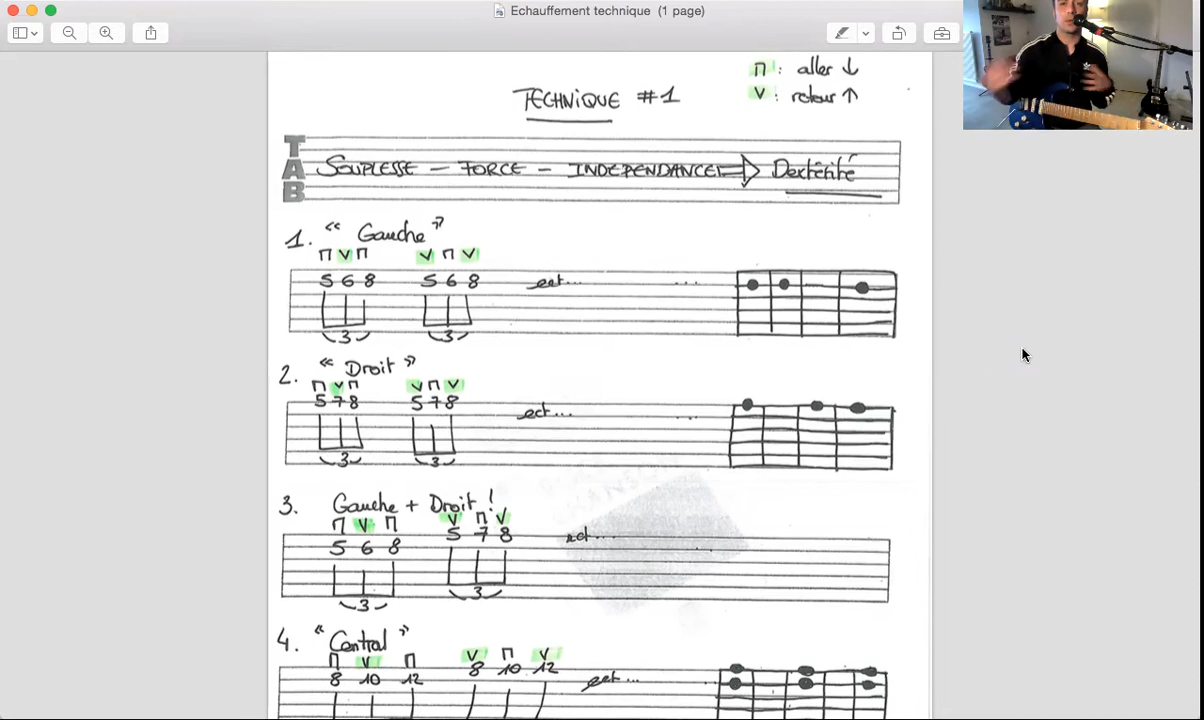 Echauffement technique (1 page)
⊓ : aller ↓
TECHNIQUE #1
V : retour ↑
TAB
SOUPLESSE — FORCE — INDEPENDANCE ⇒ Dextérité
1. « Gauche »
⊓ V ⊓ V ⊓ V
5 6 8 5 6 8 ect... ...
3 3
2. « Droit »
⊓ V ⊓ V ⊓ V
5 7 8 5 7 8 ect... ...
3 3
3. Gauche + Droit !
⊓ V ⊓ V ⊓ V
5 6 8 5 7 8 ect... ...
3 3
4. "Central"
⊓ V ⊓ V ⊓ V
8 10 12 8 10 12 ect... ...